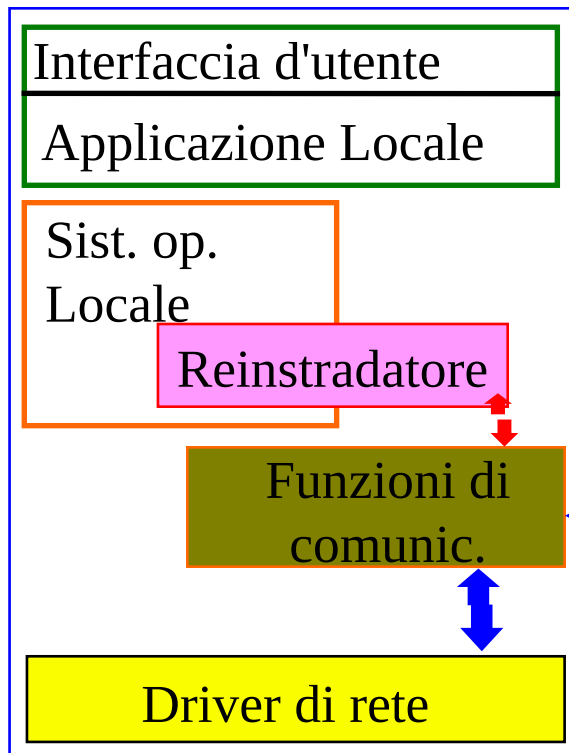 Interfaccia d'utente
Applicazione Locale
Sist. op.
Locale
Reinstradatore
Funzioni di
comunic.
Driver di rete